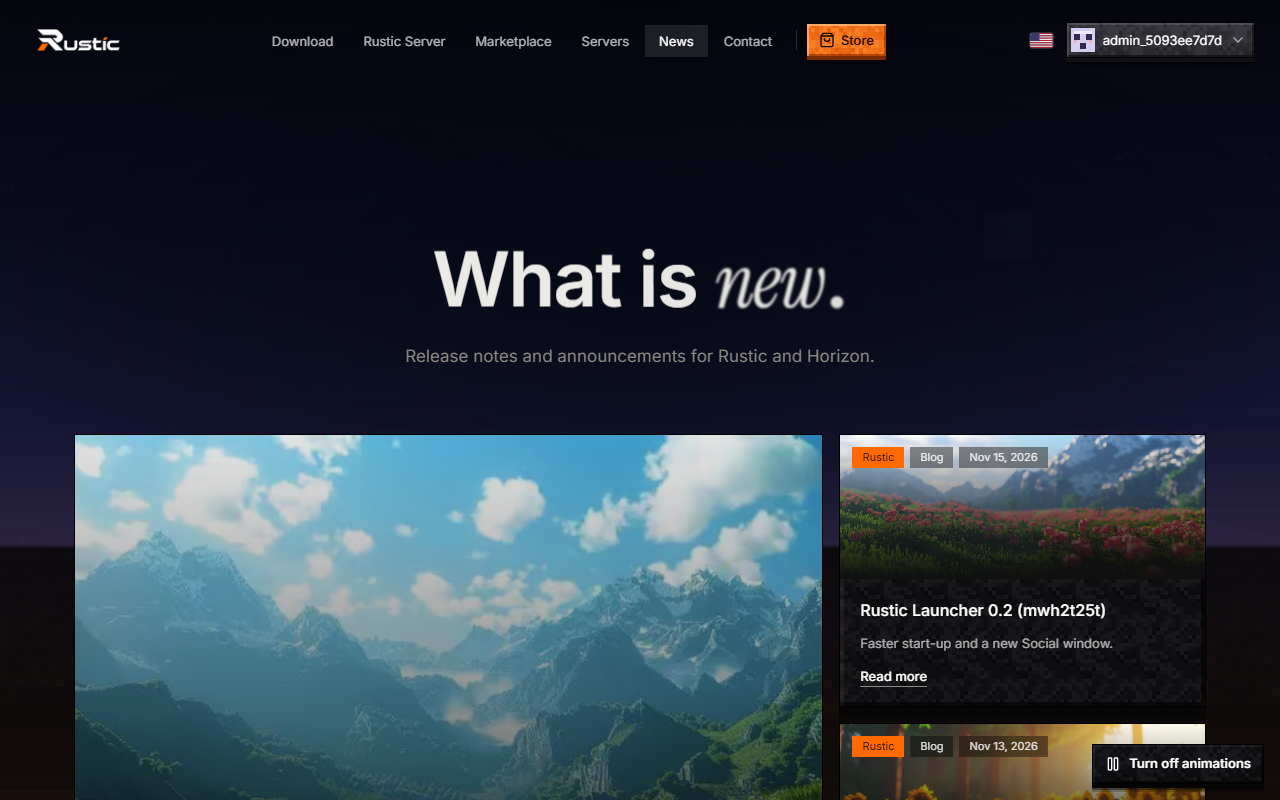 Rustic
Download
Rustic Server
Marketplace
Servers
News
Contact
Store
admin_5093ee7d7d
What is new.
Release notes and announcements for Rustic and Horizon.
Rustic
Blog
Nov 15, 2026
Rustic Launcher 0.2 (mwh2t25t)
Faster start-up and a new Social window.
Read more
Rustic
Blog
Nov 13, 2026
Turn off animations